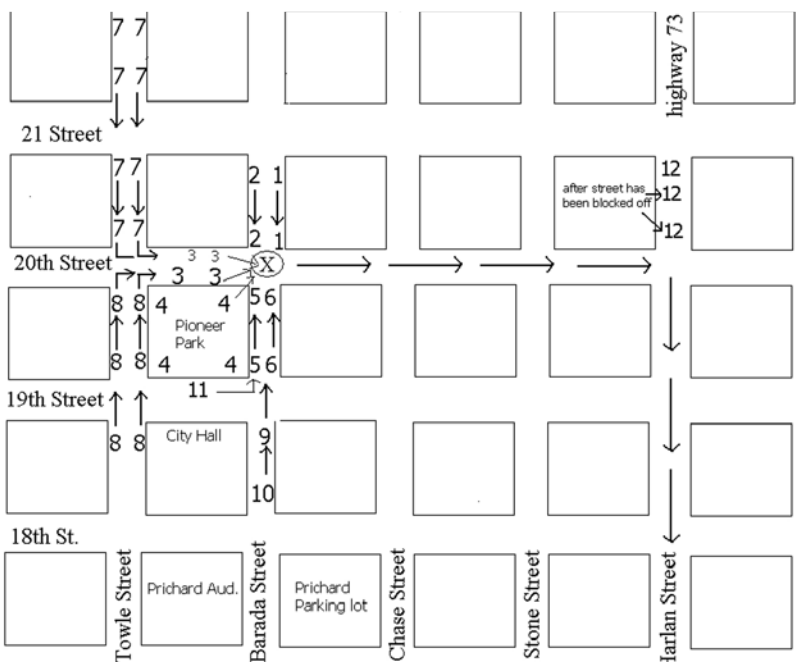 7 7
highway 73
7 7
21 Street
7 7
2 1
12
after street has
12
been blocked off
7 7
2 1
12
3 3
20th Street
X
3 3
8 8
4 4
5 6
Pioneer
Park
8 8
4 4
5 6
11
19th Street
8 8
City Hall
9
10
18th St.
Towle Street
Prichard Aud.
Barada Street
Prichard
Parking lot
Chase Street
Stone Street
Harlan Street